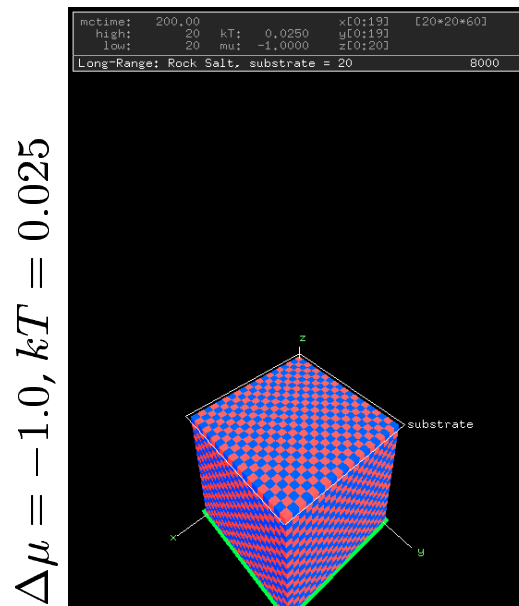 mctime: 200.00 x[0:19] [20*20*60]
high: 20 kT: 0.0250 y[0:19]
low: 20 mu: -1.0000 z[0:20]
Long-Range: Rock Salt, substrate = 20 8000
Δμ = −1.0, kT = 0.025
z
substrate
x
y